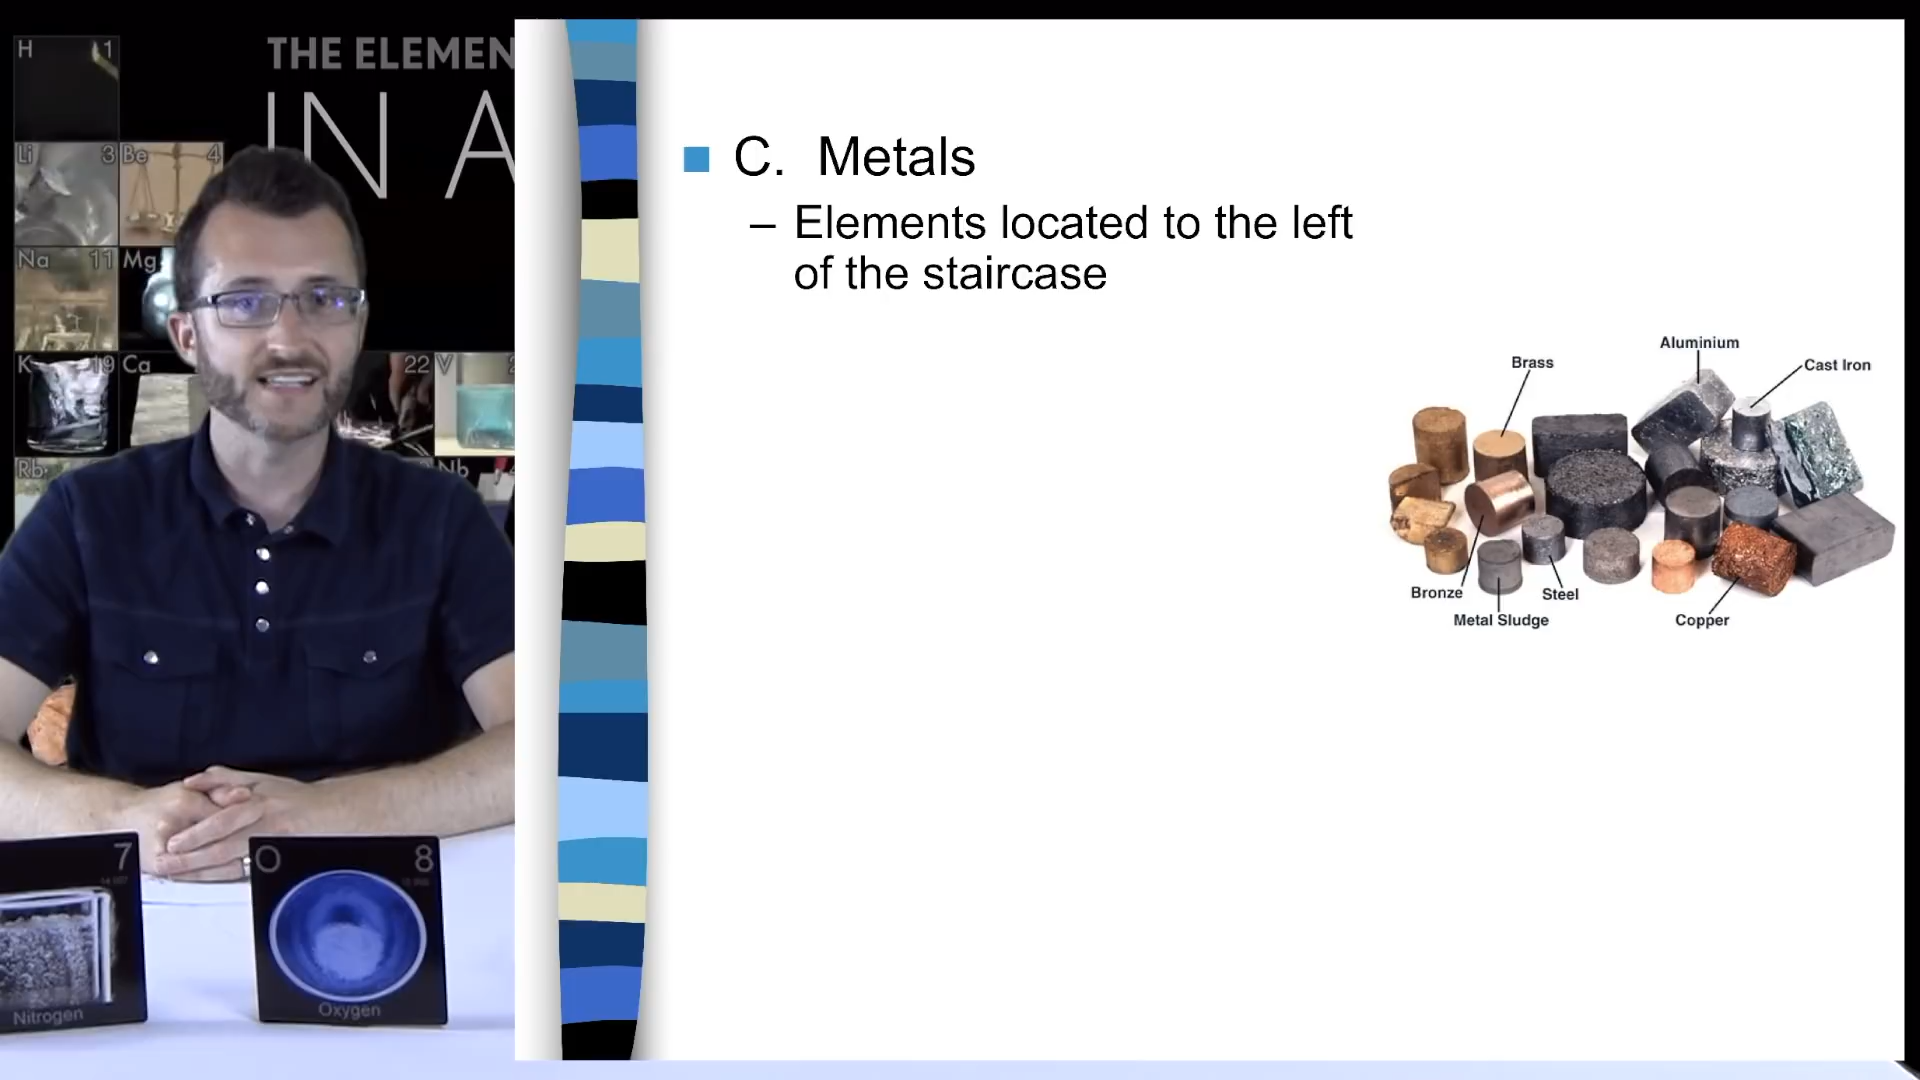 THE ELEMEN
IN A
H 1
Li 3 Be 4
Na 11 Mg
K 19 Ca 22 V
Rb Nb
C. Metals
– Elements located to the left
of the staircase
Aluminium
Brass
Cast Iron
Bronze
Steel
Metal Sludge
Copper
7
O 8
Nitrogen
Oxygen